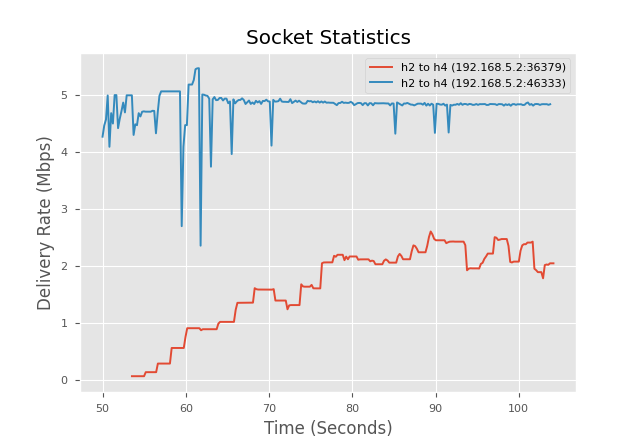 Socket Statistics
h2 to h4 (192.168.5.2:36379)
h2 to h4 (192.168.5.2:46333)
Delivery Rate (Mbps)
5
4
3
2
1
0
50 60 70 80 90 100
Time (Seconds)